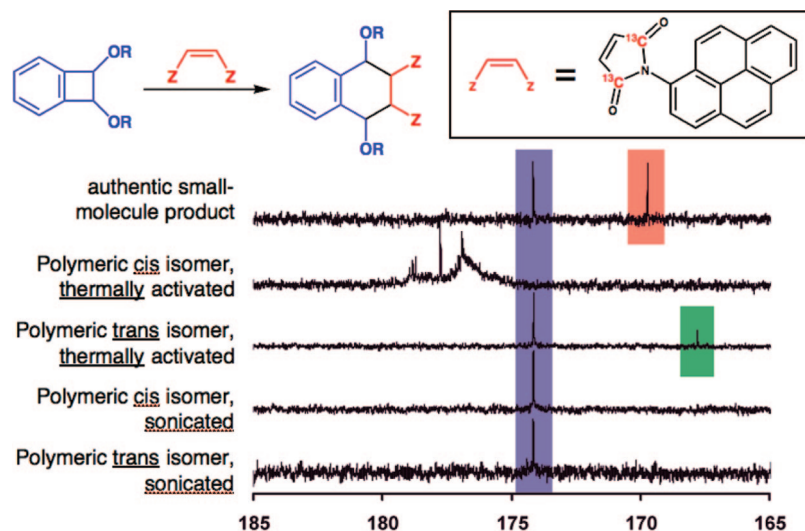 OR
OR
Z Z
OR
Z
Z
OR
Z Z
=
O
13C
N
13C
O
authentic small-
molecule product
Polymeric cis isomer,
thermally activated
Polymeric trans isomer,
thermally activated
Polymeric cis isomer,
sonicated
Polymeric trans isomer,
sonicated
185 180 175 170 165